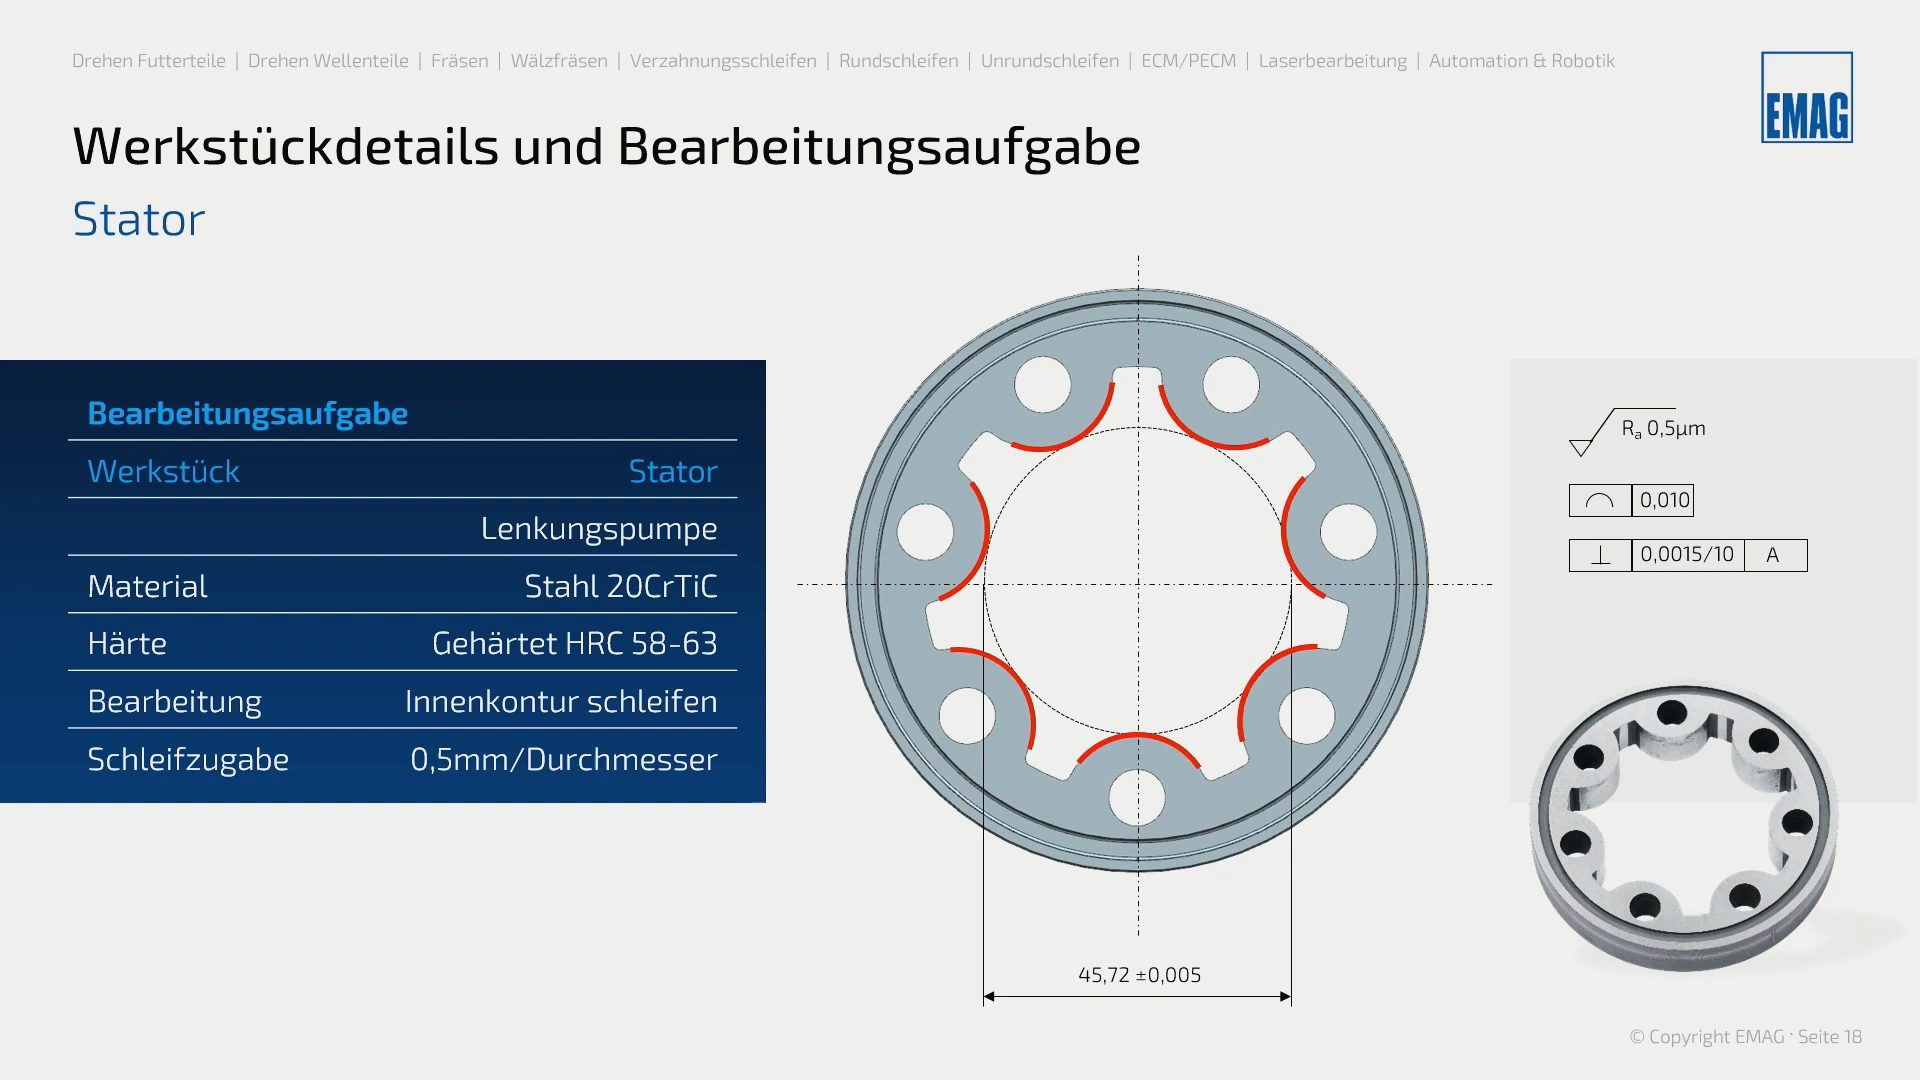 Drehen Futterteile | Drehen Wellenteile | Fräsen | Wälzfräsen | Verzahnungsschleifen | Rundschleifen | Unrundschleifen | ECM/PECM | Laserbearbeitung | Automation & Robotik
EMAG
Werkstückdetails und Bearbeitungsaufgabe
Stator
Bearbeitungsaufgabe
Werkstück Stator
Lenkungspumpe
Material Stahl 20CrTiC
Härte Gehärtet HRC 58-63
Bearbeitung Innenkontur schleifen
Schleifzugabe 0,5mm/Durchmesser
45,72 ±0,005
Ra 0,5µm
0,010
⊥ 0,0015/10 A
© Copyright EMAG · Seite 18